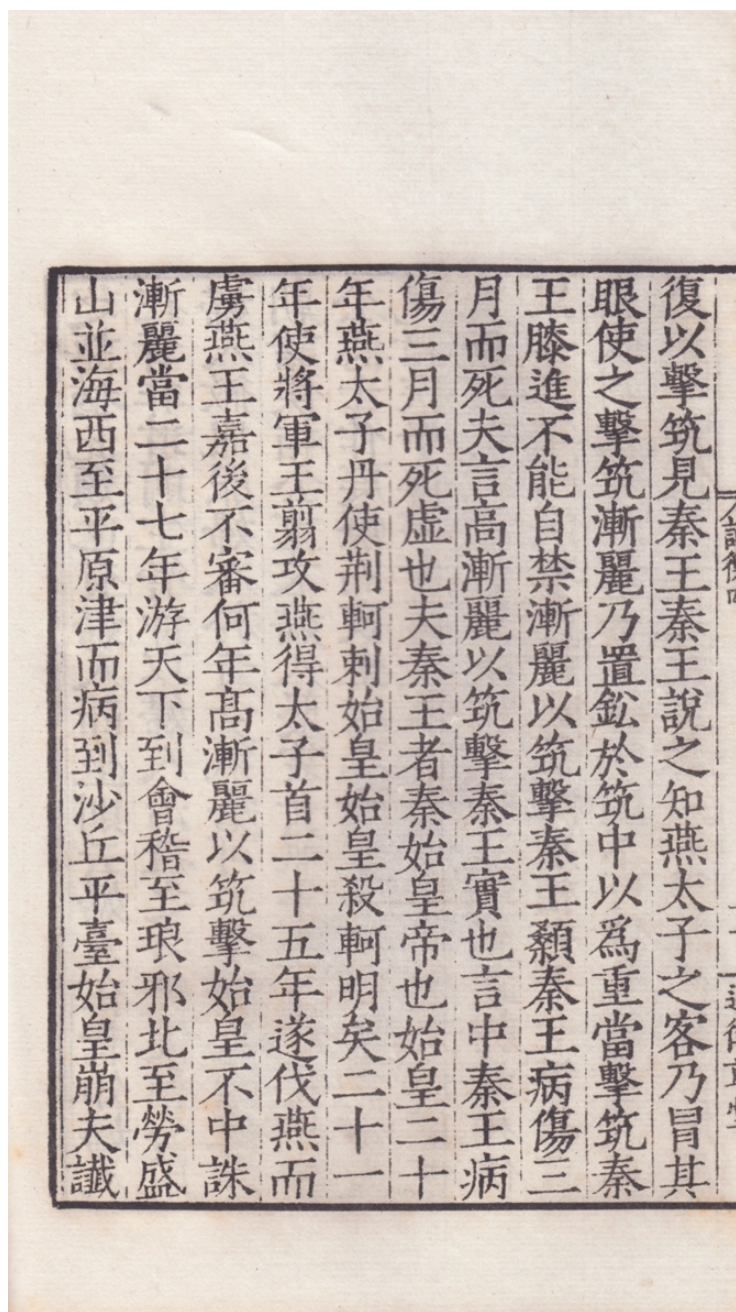 復以擊筑見秦王秦王說之知燕太子之客乃冒其
眼使之擊筑漸麗乃置鈆於筑中以爲重當擊筑秦
王膝進不能自禁漸麗以筑擊秦王顙秦王病傷三
月而死夫言高漸麗以筑擊秦王實也言中秦王病
傷三月而死虛也夫秦王者秦始皇帝也始皇二十
年燕太子丹使荆軻刺始皇始皇殺軻明矣二十一
年使將軍王翦攻燕得太子首二十五年遂伐燕而
虜燕王嘉後不審何年髙漸麗以筑擊始皇不中誅
漸麗當二十七年游天下到會稽至琅邪北至勞盛
山並海西至平原津而病到沙丘平臺始皇崩夫讖